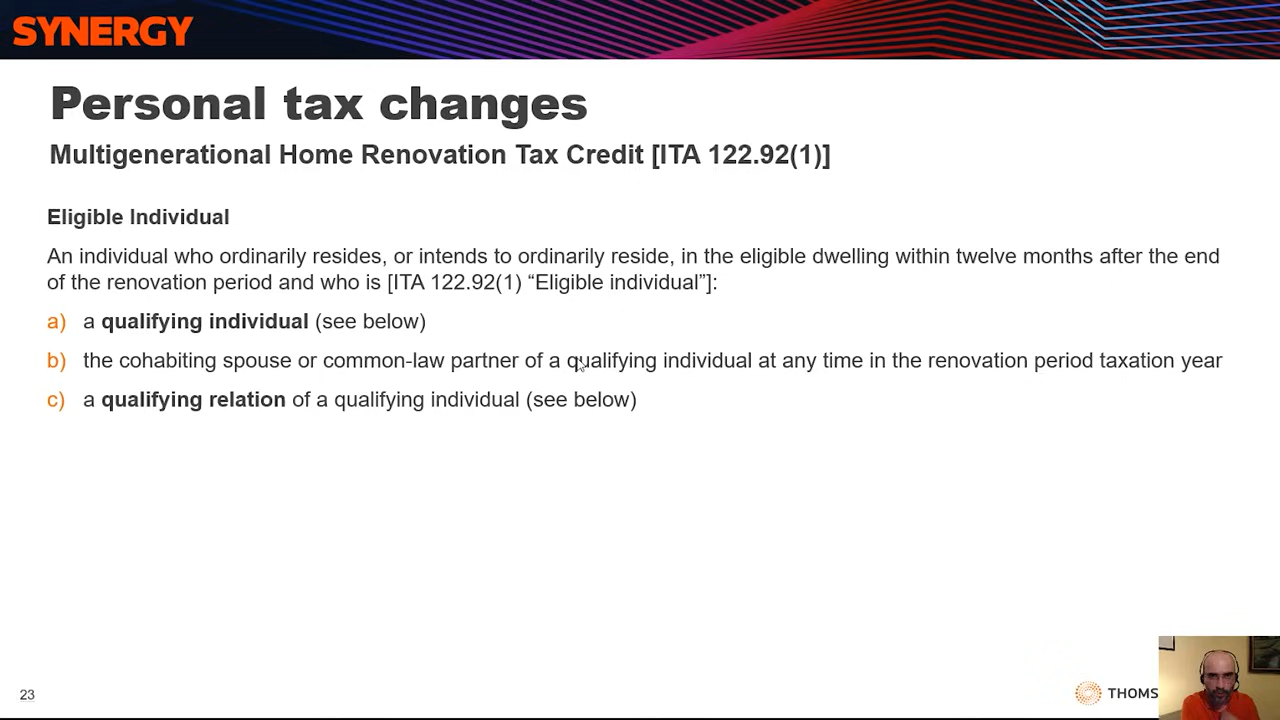 SYNERGY
Personal tax changes
Multigenerational Home Renovation Tax Credit [ITA 122.92(1)]
Eligible Individual
An individual who ordinarily resides, or intends to ordinarily reside, in the eligible dwelling within twelve months after the end
of the renovation period and who is [ITA 122.92(1) “Eligible individual”]:
a) a qualifying individual (see below)
b) the cohabiting spouse or common-law partner of a qualifying individual at any time in the renovation period taxation year
c) a qualifying relation of a qualifying individual (see below)
23
THOMS